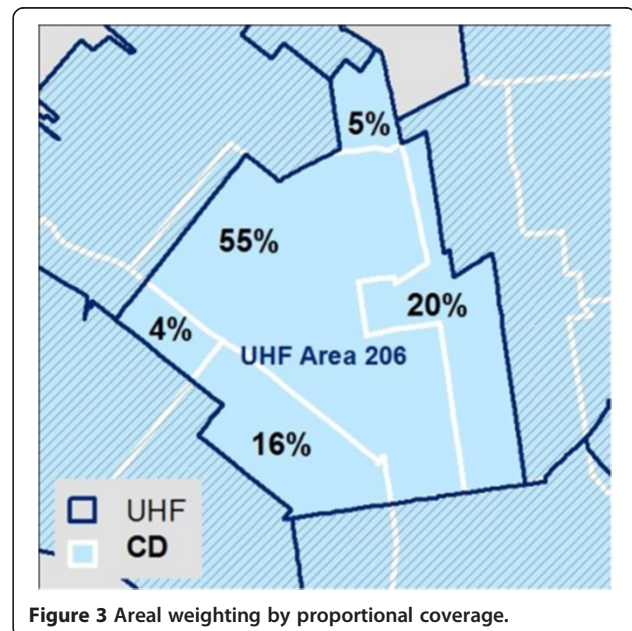 5%
55%
20%
4%
UHF Area 206
16%
UHF
CD
Figure 3 Areal weighting by proportional coverage.